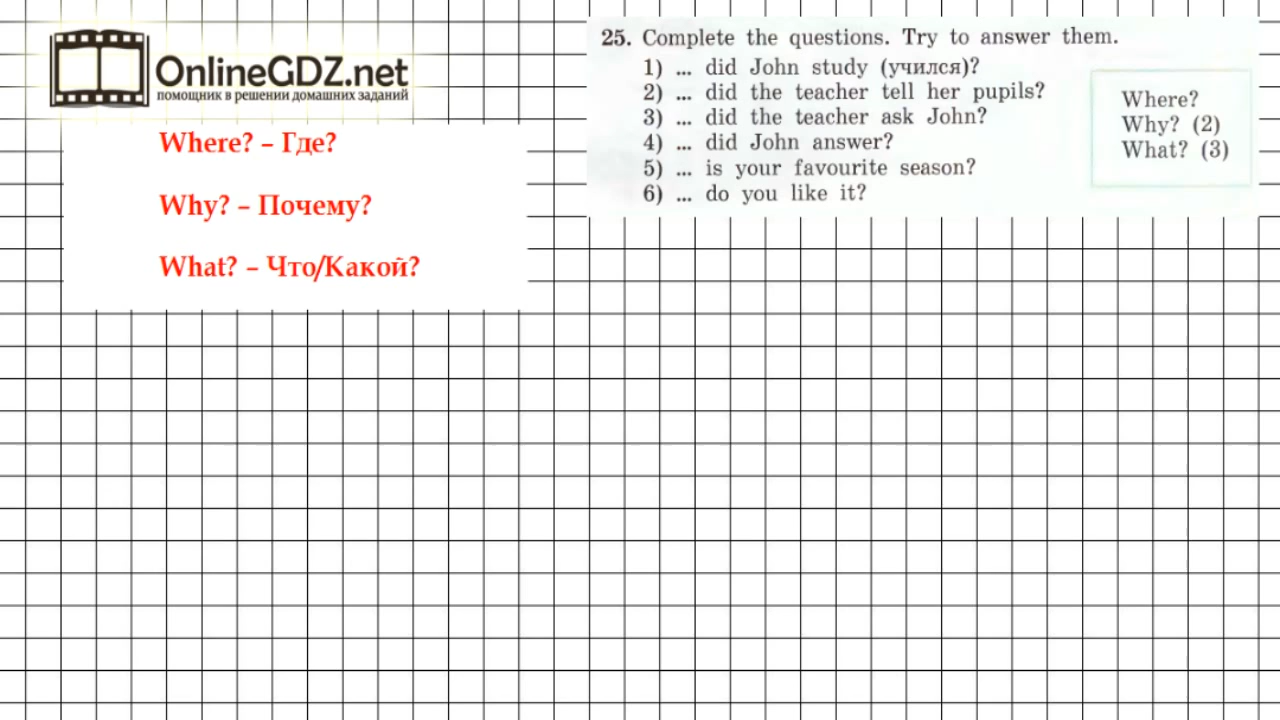 OnlineGDZ.net
помощник в решении домашних заданий
Where? – Где?
Why? – Почему?
What? – Что/Какой?
25. Complete the questions. Try to answer them.
1) ... did John study (учился)?
2) ... did the teacher tell her pupils?
3) ... did the teacher ask John?
4) ... did John answer?
5) ... is your favourite season?
6) ... do you like it?
Where?
Why? (2)
What? (3)